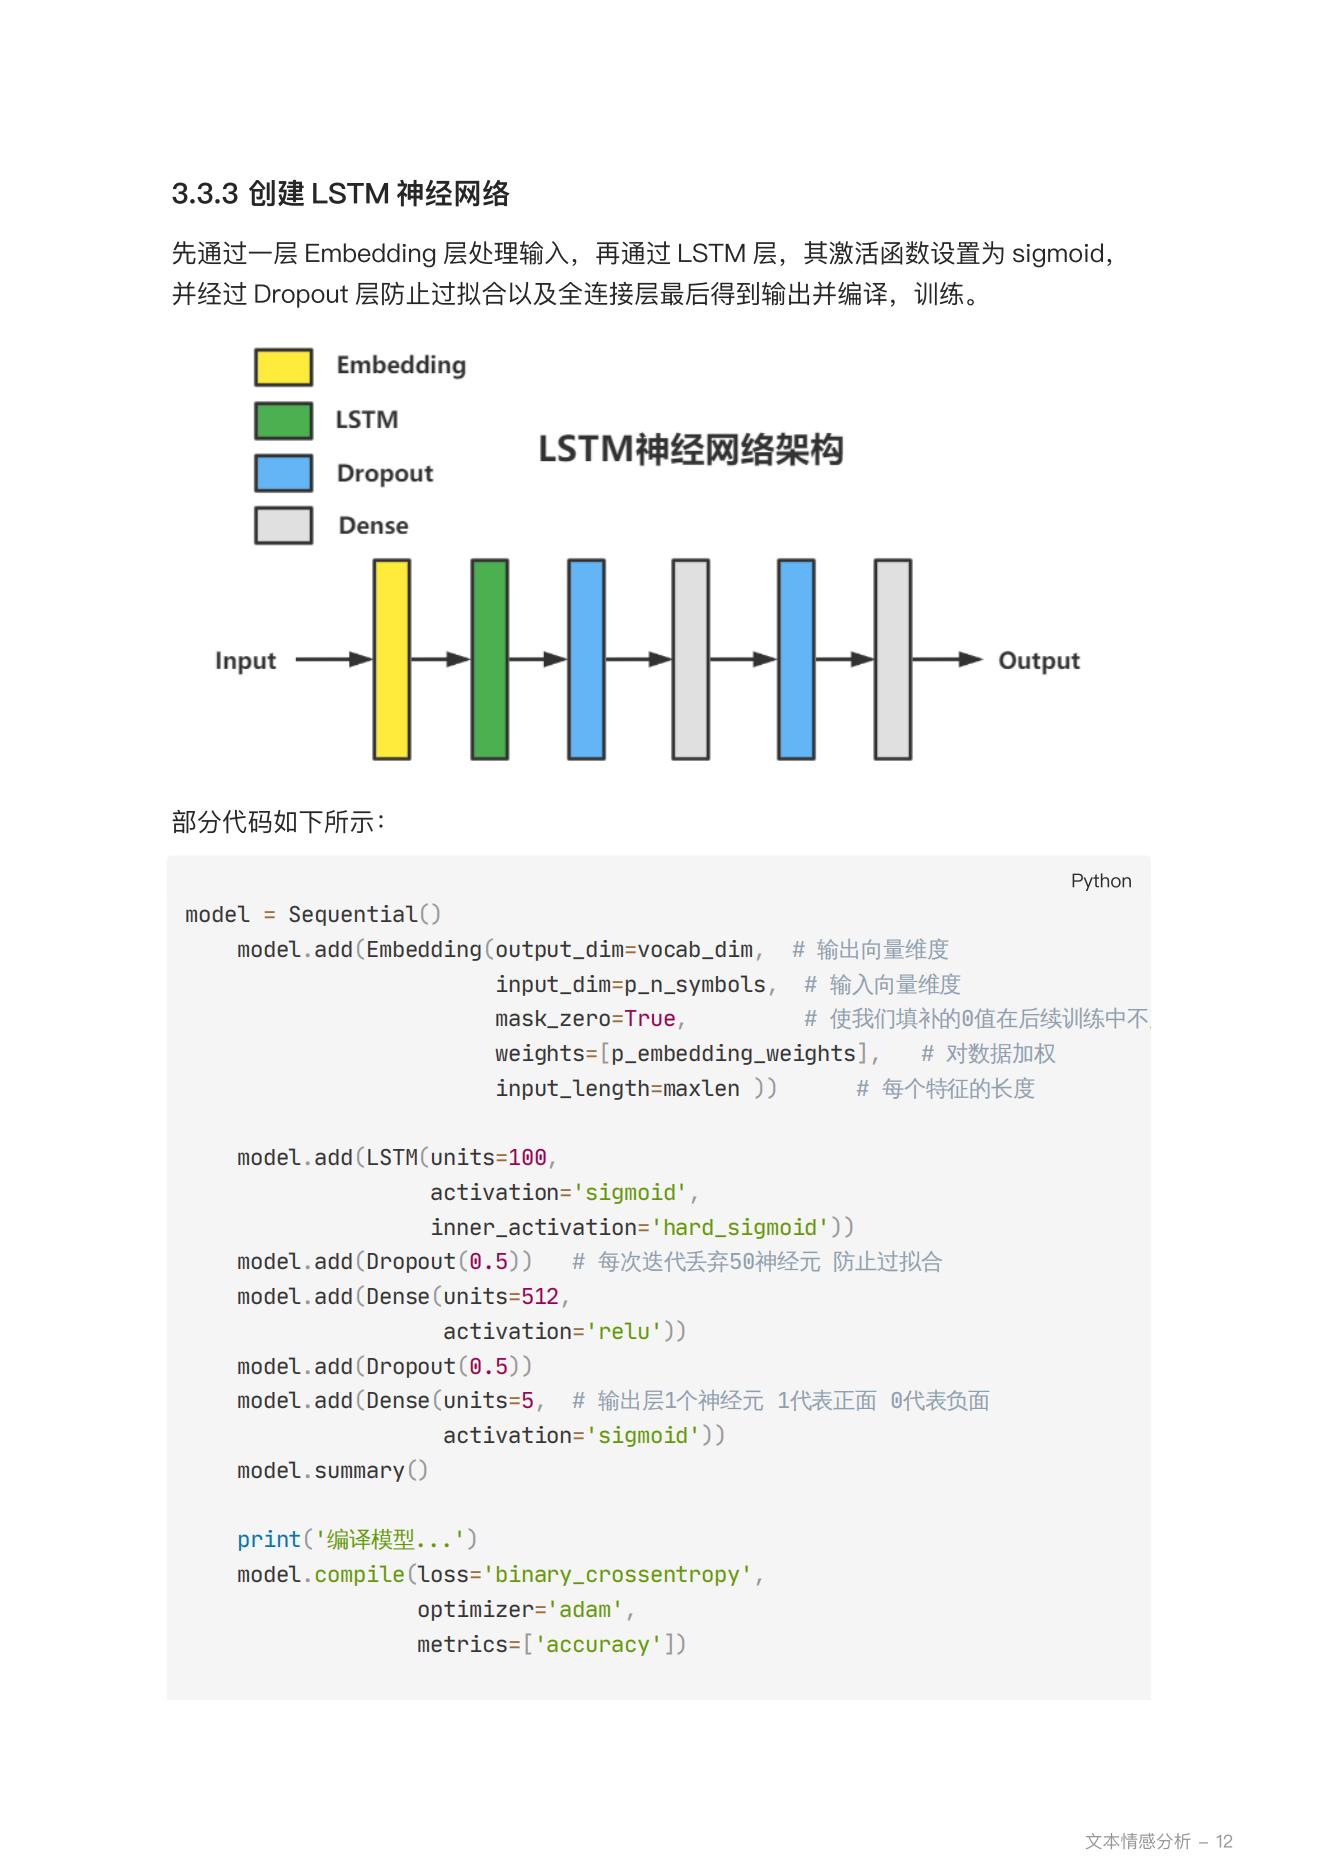 3.3.3 创建 LSTM 神经网络
先通过一层 Embedding 层处理输入，再通过 LSTM 层，其激活函数设置为 sigmoid，
并经过 Dropout 层防止过拟合以及全连接层最后得到输出并编译，训练。
Embedding
LSTM
LSTM神经网络架构
Dropout
Dense
Input
Output
部分代码如下所示：
Python
model = Sequential()
    model.add(Embedding(output_dim=vocab_dim,  # 输出向量维度
                        input_dim=p_n_symbols,  # 输入向量维度
                        mask_zero=True,         # 使我们填补的0值在后续训练中不
                        weights=[p_embedding_weights],   # 对数据加权
                        input_length=maxlen ))      # 每个特征的长度
    model.add(LSTM(units=100,
                   activation='sigmoid',
                   inner_activation='hard_sigmoid'))
    model.add(Dropout(0.5))   # 每次迭代丢弃50神经元 防止过拟合
    model.add(Dense(units=512,
                    activation='relu'))
    model.add(Dropout(0.5))
    model.add(Dense(units=5,  # 输出层1个神经元 1代表正面 0代表负面
                    activation='sigmoid'))
    model.summary()
    print('编译模型...')
    model.compile(loss='binary_crossentropy',
                  optimizer='adam',
                  metrics=['accuracy'])
文本情感分析 – 12